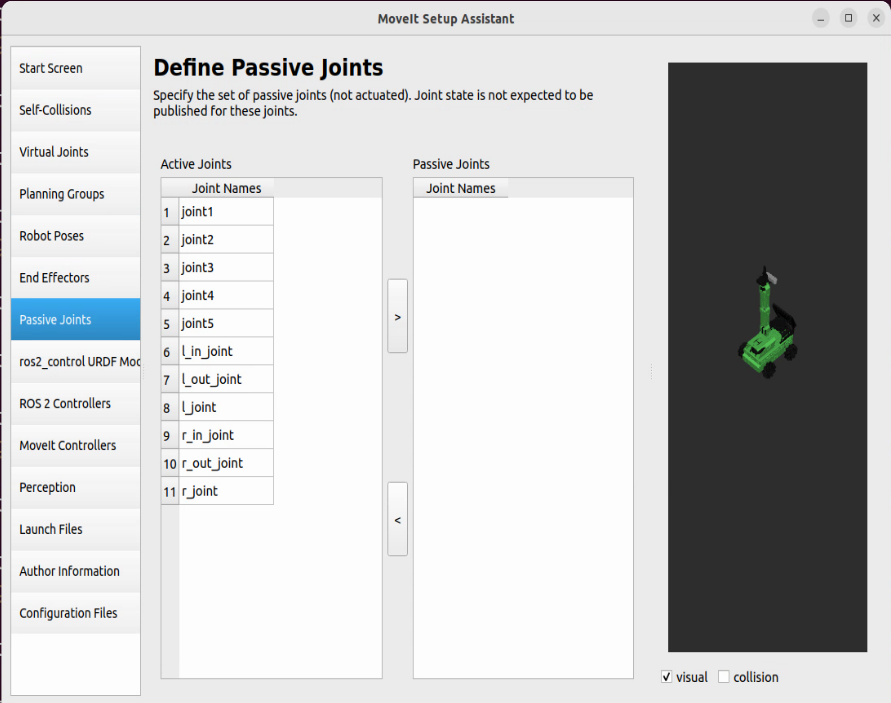 MoveIt Setup Assistant
Start Screen
Self-Collisions
Virtual Joints
Planning Groups
Robot Poses
End Effectors
Passive Joints
ros2_control URDF Mod
ROS 2 Controllers
MoveIt Controllers
Perception
Launch Files
Author Information
Configuration Files
Define Passive Joints
Specify the set of passive joints (not actuated). Joint state is not expected to be
published for these joints.
Active Joints
Joint Names
1 joint1
2 joint2
3 joint3
4 joint4
5 joint5
6 l_in_joint
7 l_out_joint
8 l_joint
9 r_in_joint
10 r_out_joint
11 r_joint
>
<
Passive Joints
Joint Names
visual
collision